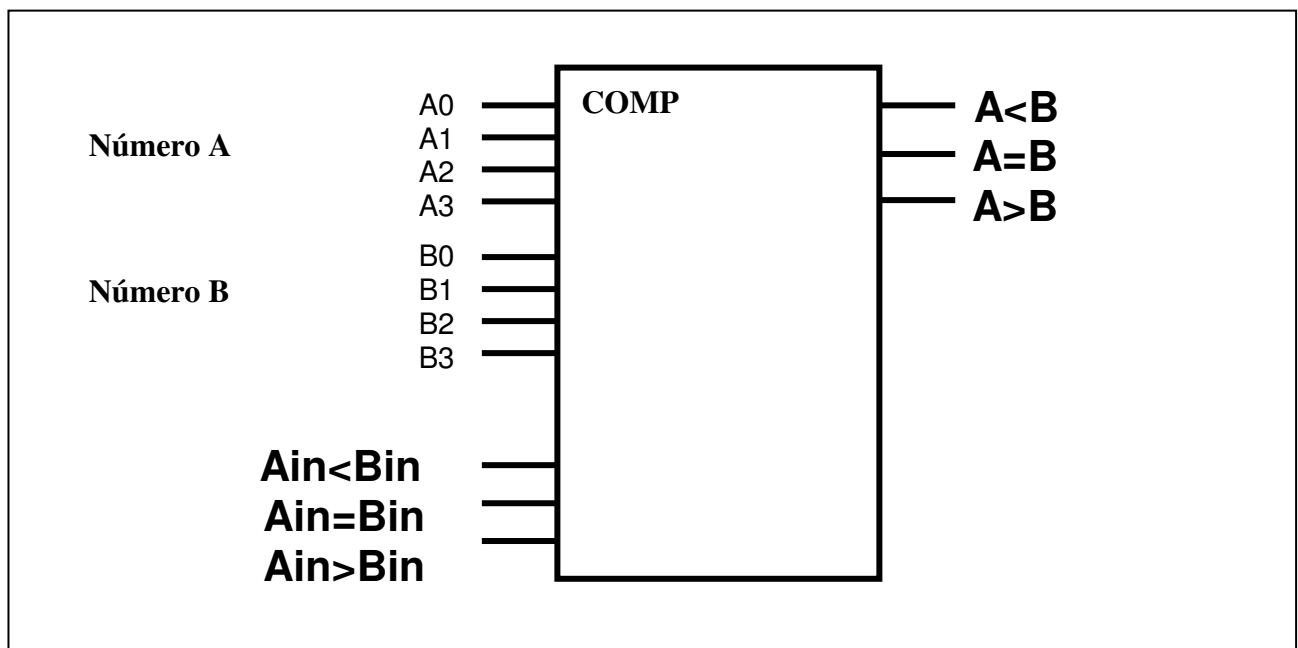 COMP
Número A
A0
A1
A2
A3
Número B
B0
B1
B2
B3
Ain<Bin
Ain=Bin
Ain>Bin
A<B
A=B
A>B